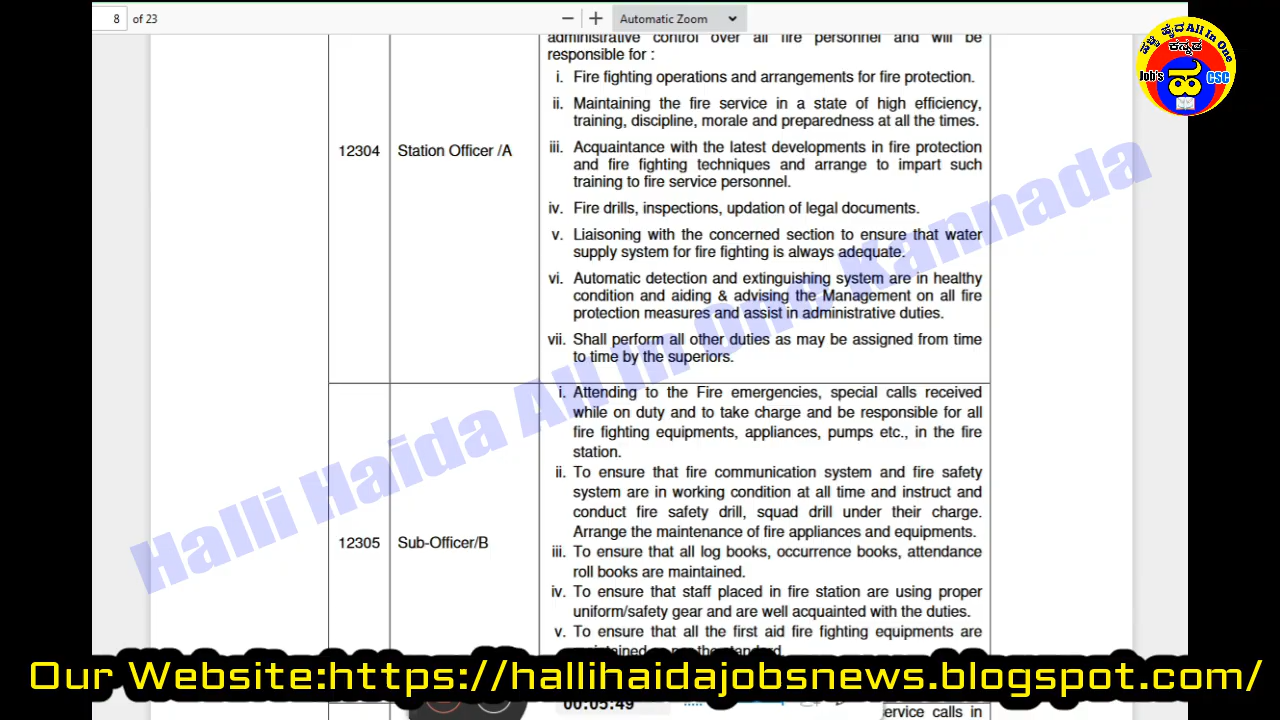 8 of 23
Automatic Zoom
administrative control over all fire personnel and will be
responsible for :
i. Fire fighting operations and arrangements for fire protection.
ii. Maintaining the fire service in a state of high efficiency,
training, discipline, morale and preparedness at all the times.
12304 Station Officer /A
iii. Acquaintance with the latest developments in fire protection
and fire fighting techniques and arrange to impart such
training to fire service personnel.
iv. Fire drills, inspections, updation of legal documents.
v. Liaisoning with the concerned section to ensure that water
supply system for fire fighting is always adequate.
vi. Automatic detection and extinguishing system are in healthy
condition and aiding & advising the Management on all fire
protection measures and assist in administrative duties.
vii. Shall perform all other duties as may be assigned from time
to time by the superiors.
i. Attending to the Fire emergencies, special calls received
while on duty and to take charge and be responsible for all
fire fighting equipments, appliances, pumps etc., in the fire
station.
ii. To ensure that fire communication system and fire safety
system are in working condition at all time and instruct and
conduct fire safety drill, squad drill under their charge.
Arrange the maintenance of fire appliances and equipments.
12305 Sub-Officer/B
iii. To ensure that all log books, occurrence books, attendance
roll books are maintained.
iv. To ensure that staff placed in fire station are using proper
uniform/safety gear and are well acquainted with the duties.
v. To ensure that all the first aid fire fighting equipments are
Halli Haida All In One Kannada
ಹಳ್ಳಿ ಹೈದ All In One
ಕನ್ನಡ
Job's ಹ CSC
Our Website:https://hallihaidajobsnews.blogspot.com/
00:05:49
ervice calls in